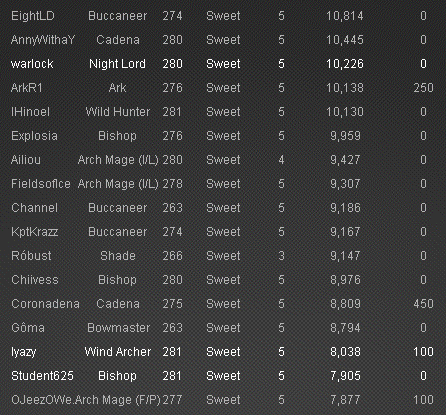 EightLD Buccaneer 274 Sweet 5 10,814 0
AnnyWithaY Cadena 280 Sweet 5 10,445 0
warlock Night Lord 280 Sweet 5 10,226 0
ArkR1 Ark 276 Sweet 5 10,138 250
IHinoel Wild Hunter 281 Sweet 5 10,130 0
Explosia Bishop 276 Sweet 5 9,959 0
Ailiou Arch Mage (I/L) 280 Sweet 4 9,427 0
FieldsofIce Arch Mage (I/L) 278 Sweet 5 9,307 0
Channel Buccaneer 263 Sweet 5 9,186 0
KptKrazz Buccaneer 274 Sweet 5 9,167 0
Róbust Shade 266 Sweet 3 9,147 0
Chiivess Bishop 280 Sweet 5 8,976 0
Coronadena Cadena 275 Sweet 5 8,809 450
Gôma Bowmaster 263 Sweet 5 8,794 0
Iyazy Wind Archer 281 Sweet 5 8,038 100
Student625 Bishop 281 Sweet 5 7,905 0
OJeezOWe.. Arch Mage (F/P) 277 Sweet 5 7,877 100